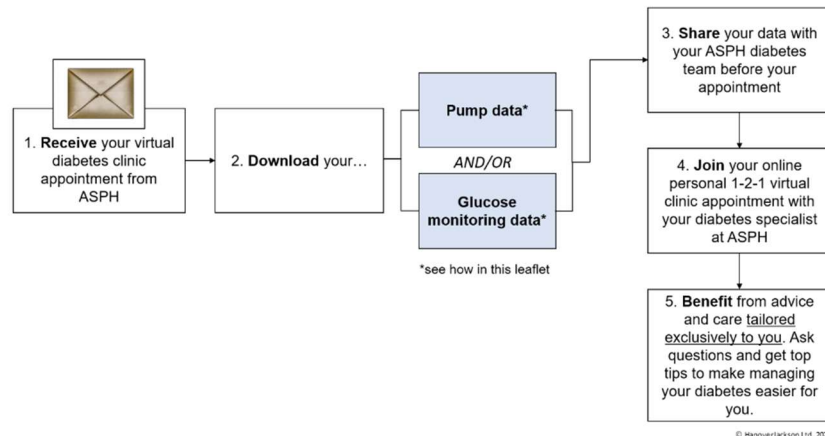 1. Receive your virtual
diabetes clinic
appointment from
ASPH
2. Download your…
Pump data*
AND/OR
Glucose
monitoring data*
*see how in this leaflet
3. Share your data with
your ASPH diabetes
team before your
appointment
4. Join your online
personal 1-2-1 virtual
clinic appointment with
your diabetes specialist
at ASPH
5. Benefit from advice
and care tailored
exclusively to you. Ask
questions and get top
tips to make managing
your diabetes easier for
you.
© HanoverJackson Ltd.